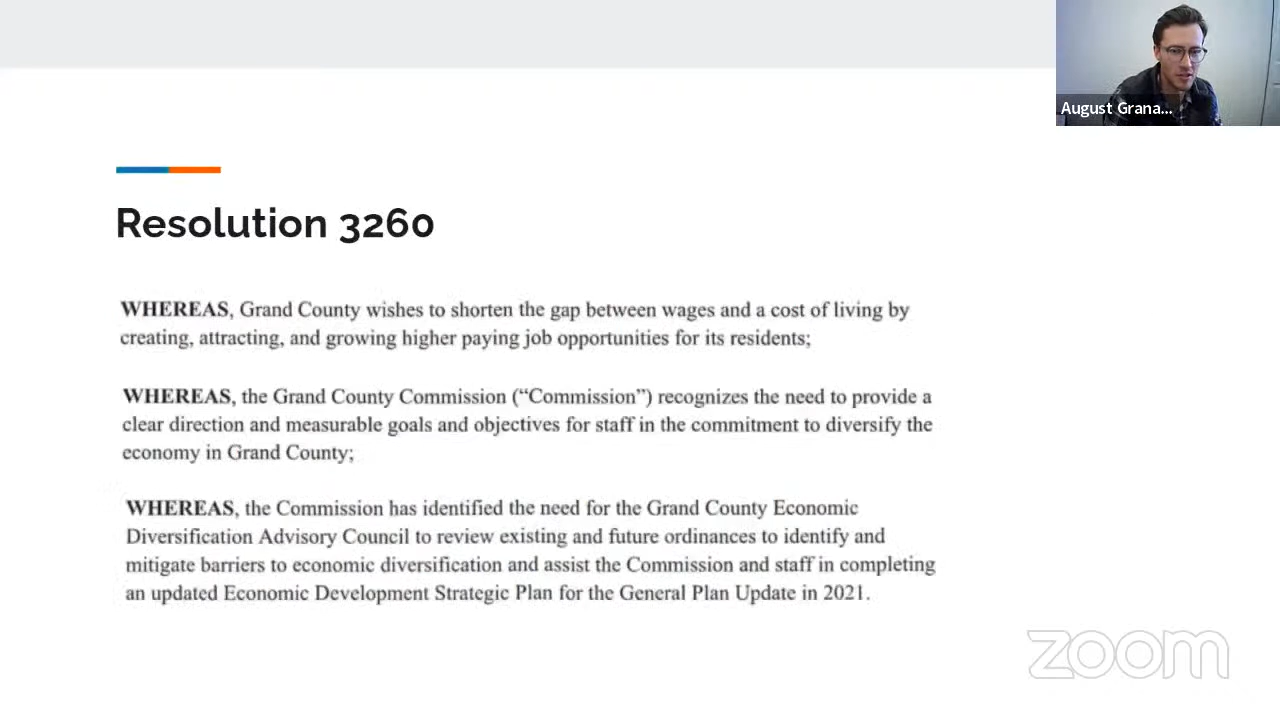 August Grana...
Resolution 3260
WHEREAS, Grand County wishes to shorten the gap between wages and a cost of living by
creating, attracting, and growing higher paying job opportunities for its residents;
WHEREAS, the Grand County Commission (“Commission”) recognizes the need to provide a
clear direction and measurable goals and objectives for staff in the commitment to diversify the
economy in Grand County;
WHEREAS, the Commission has identified the need for the Grand County Economic
Diversification Advisory Council to review existing and future ordinances to identify and
mitigate barriers to economic diversification and assist the Commission and staff in completing
an updated Economic Development Strategic Plan for the General Plan Update in 2021.
zoom